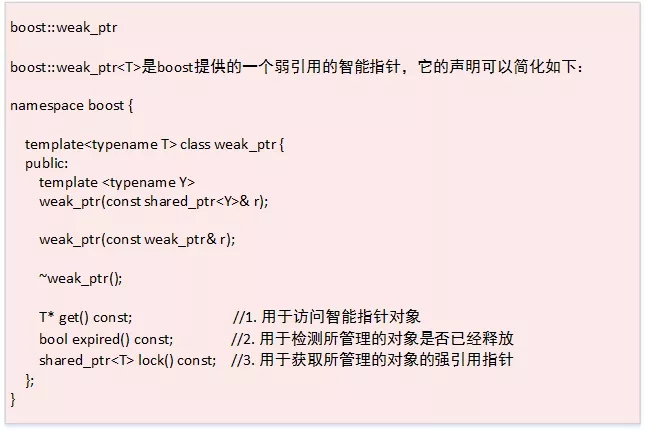 boost::weak_ptr
boost::weak_ptr<T>是boost提供的一个弱引用的智能指针，它的声明可以简化如下：
namespace boost {
template<typename T> class weak_ptr {
public:
template <typename Y>
weak_ptr(const shared_ptr<Y>& r);
weak_ptr(const weak_ptr& r);
~weak_ptr();
T* get() const; //1. 用于访问智能指针对象
bool expired() const; //2. 用于检测所管理的对象是否已经释放
shared_ptr<T> lock() const; //3. 用于获取所管理的对象的强引用指针
};
}